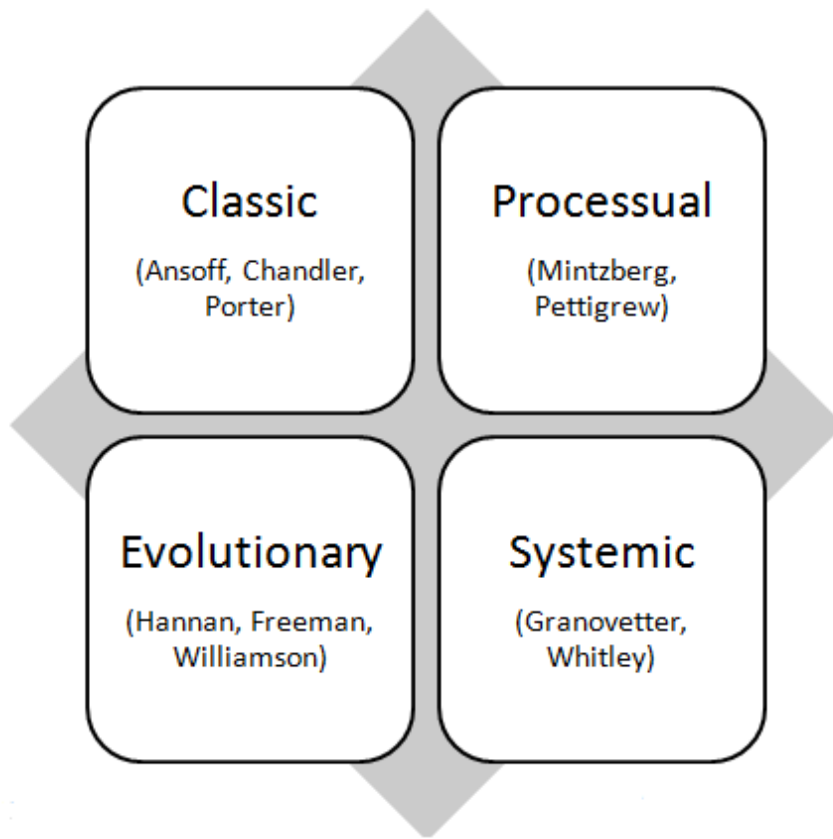 Classic
(Ansoff, Chandler,
Porter)
Processual
(Mintzberg,
Pettigrew)
Evolutionary
(Hannan, Freeman,
Williamson)
Systemic
(Granovetter,
Whitley)